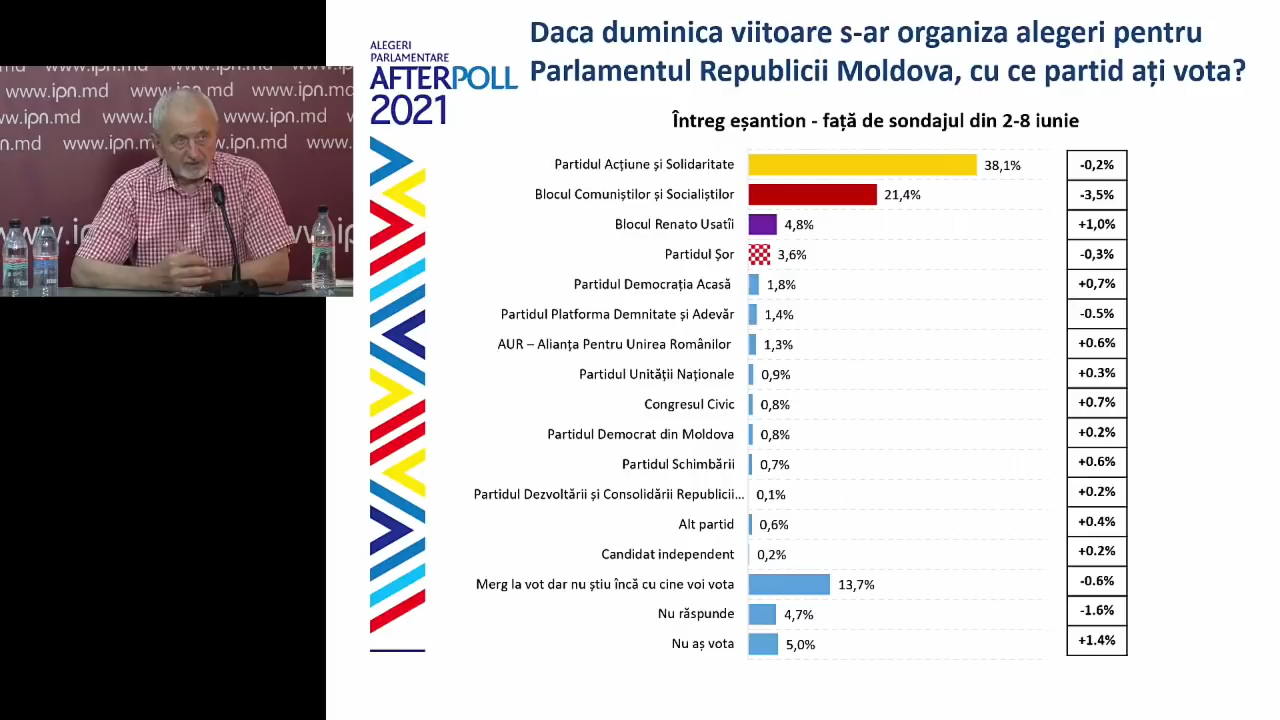 www.ipn.md
www.ipn.md www.ipn.md
n.md www.ipn.md
ALEGERI
PARLAMENTARE
AFTERPOLL
2021
Daca duminica viitoare s-ar organiza alegeri pentru
Parlamentul Republicii Moldova, cu ce partid ați vota?
Întreg eșantion - față de sondajul din 2-8 iunie
Partidul Acțiune și Solidaritate 38,1% -0,2%
Blocul Comuniștilor și Socialiștilor 21,4% -3,5%
Blocul Renato Usatîi 4,8% +1,0%
Partidul Șor 3,6% -0,3%
Partidul Democrația Acasă 1,8% +0,7%
Partidul Platforma Demnitate și Adevăr 1,4% -0.5%
AUR – Alianța Pentru Unirea Românilor 1,3% +0.6%
Partidul Unității Naționale 0,9% +0.3%
Congresul Civic 0,8% +0.7%
Partidul Democrat din Moldova 0,8% +0.2%
Partidul Schimbării 0,7% +0.6%
Partidul Dezvoltării și Consolidării Republicii... 0,1% +0.2%
Alt partid 0,6% +0.4%
Candidat independent 0,2% +0.2%
Merg la vot dar nu știu încă cu cine voi vota 13,7% -0.6%
Nu răspunde 4,7% -1.6%
Nu aș vota 5,0% +1.4%